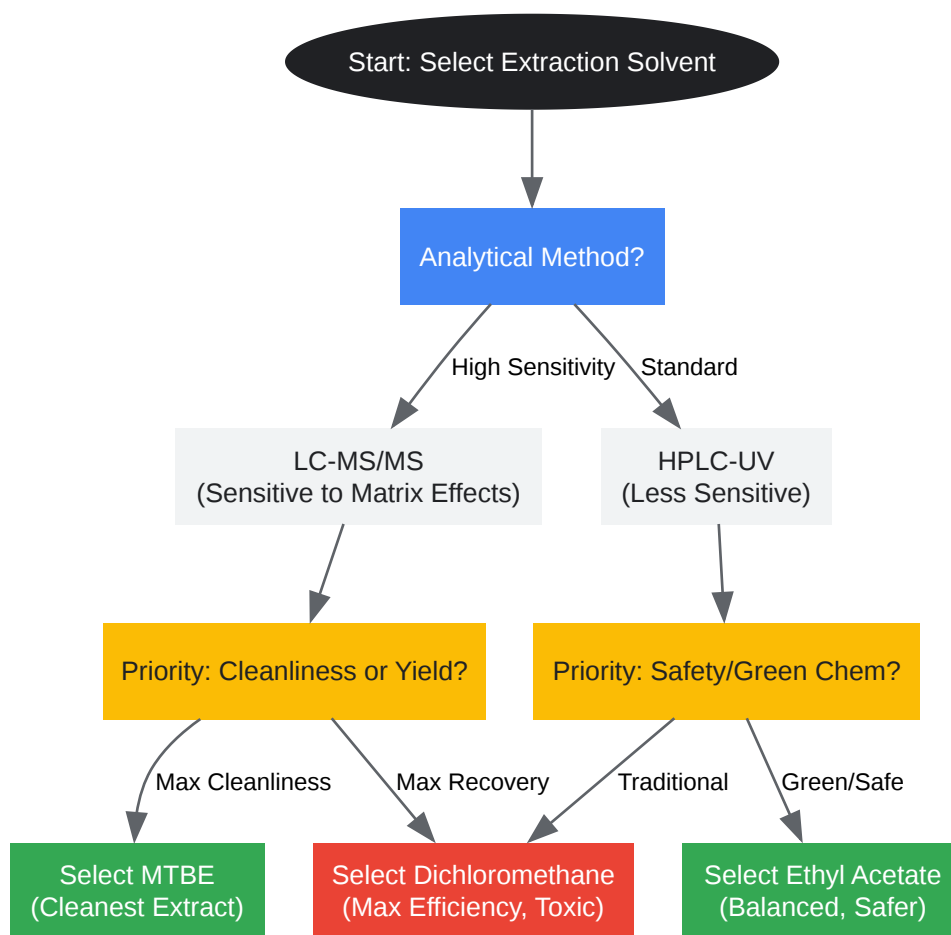 Start: Select Extraction Solvent
Analytical Method?
High Sensitivity
Standard
LC-MS/MS
(Sensitive to Matrix Effects)
HPLC-UV
(Less Sensitive)
Priority: Cleanliness or Yield?
Priority: Safety/Green Chem?
Max Cleanliness
Max Recovery
Traditional
Green/Safe
Select MTBE
(Cleanest Extract)
Select Dichloromethane
(Max Efficiency, Toxic)
Select Ethyl Acetate
(Balanced, Safer)